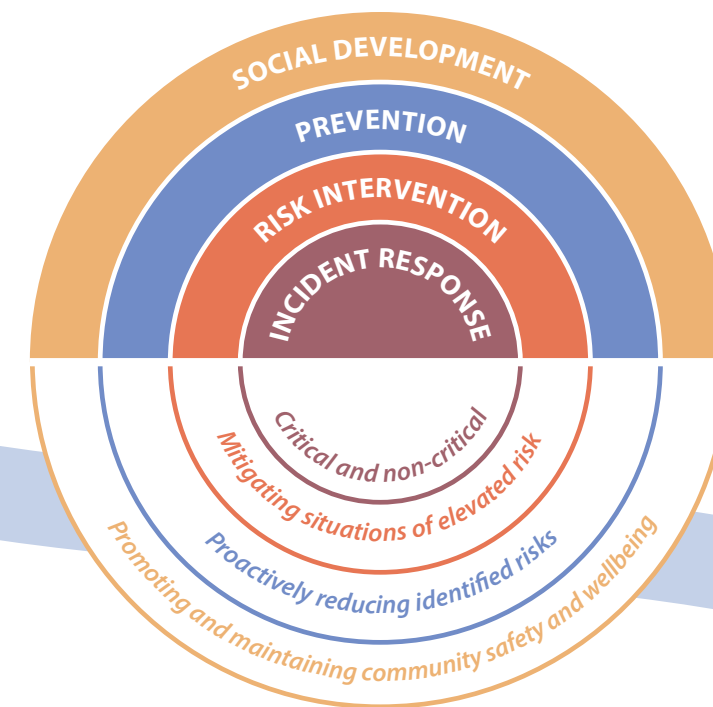 SOCIAL DEVELOPMENT
PREVENTION
RISK INTERVENTION
INCIDENT RESPONSE
Critical and non-critical
Mitigating situations of elevated risk
Proactively reducing identified risks
Promoting and maintaining community safety and wellbeing